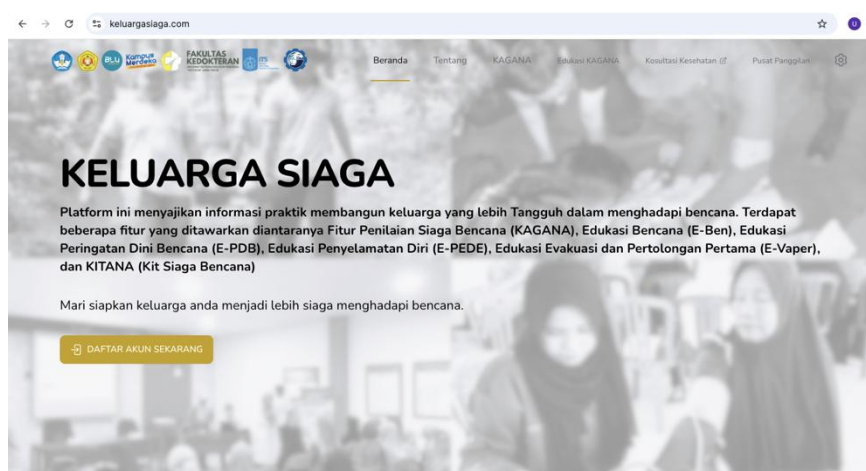 keluargasiaga.com
BLU
Kampus
Merdeka
FAKULTAS
KEDOKTERAN
Beranda
Tentang
KAGANA
Edukasi KAGANA
Kosultasi Kesehatan
Pusat Panggilan
KELUARGA SIAGA
Platform ini menyajikan informasi praktik membangun keluarga yang lebih Tangguh dalam menghadapi bencana. Terdapat
beberapa fitur yang ditawarkan diantaranya Fitur Penilaian Siaga Bencana (KAGANA), Edukasi Bencana (E-Ben), Edukasi
Peringatan Dini Bencana (E-PDB), Edukasi Penyelamatan Diri (E-PEDE), Edukasi Evakuasi dan Pertolongan Pertama (E-Vaper),
dan KITANA (Kit Siaga Bencana)
Mari siapkan keluarga anda menjadi lebih siaga menghadapi bencana.
DAFTAR AKUN SEKARANG